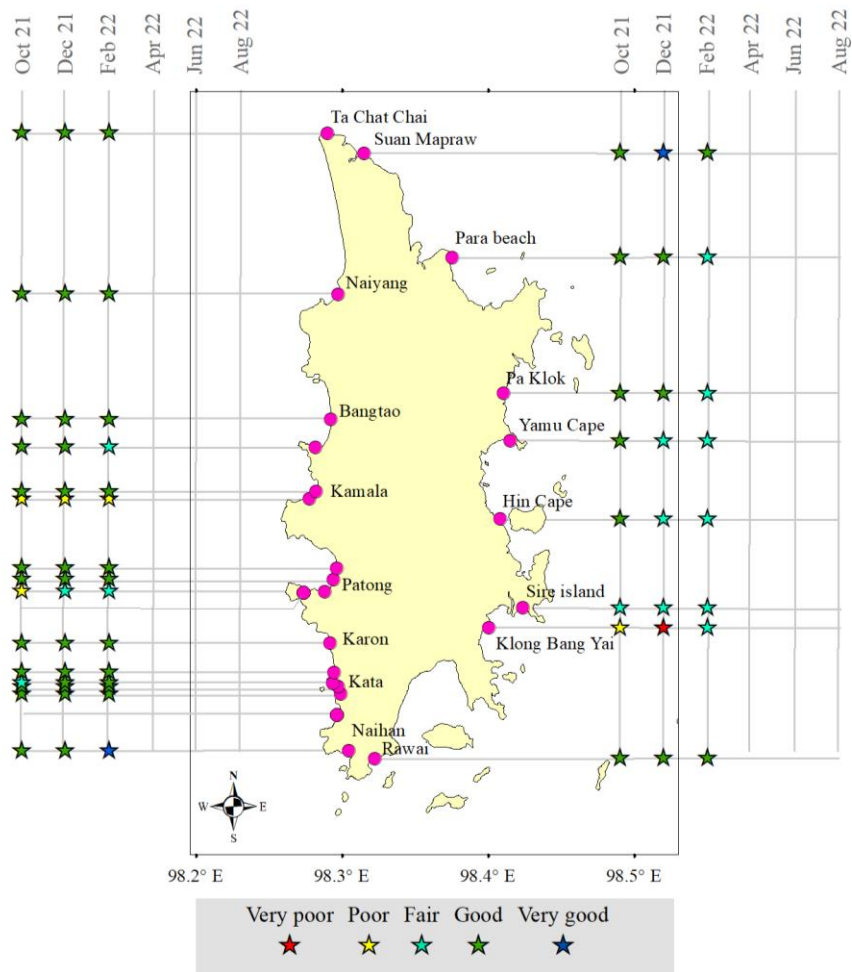 Oct 21 Dec 21 Feb 22 Apr 22 Jun 22 Aug 22
Oct 21 Dec 21 Feb 22 Apr 22 Jun 22 Aug 22
Ta Chat Chai
Suan Mapraw
Para beach
Naiyang
Pa Klok
Bangtao
Yamu Cape
Kamala
Hin Cape
Patong
Sire island
Karon
Klong Bang Yai
Kata
Naihan
Rawai
N
W E
S
98.2° E 98.3° E 98.4° E 98.5° E
Very poor Poor Fair Good Very good